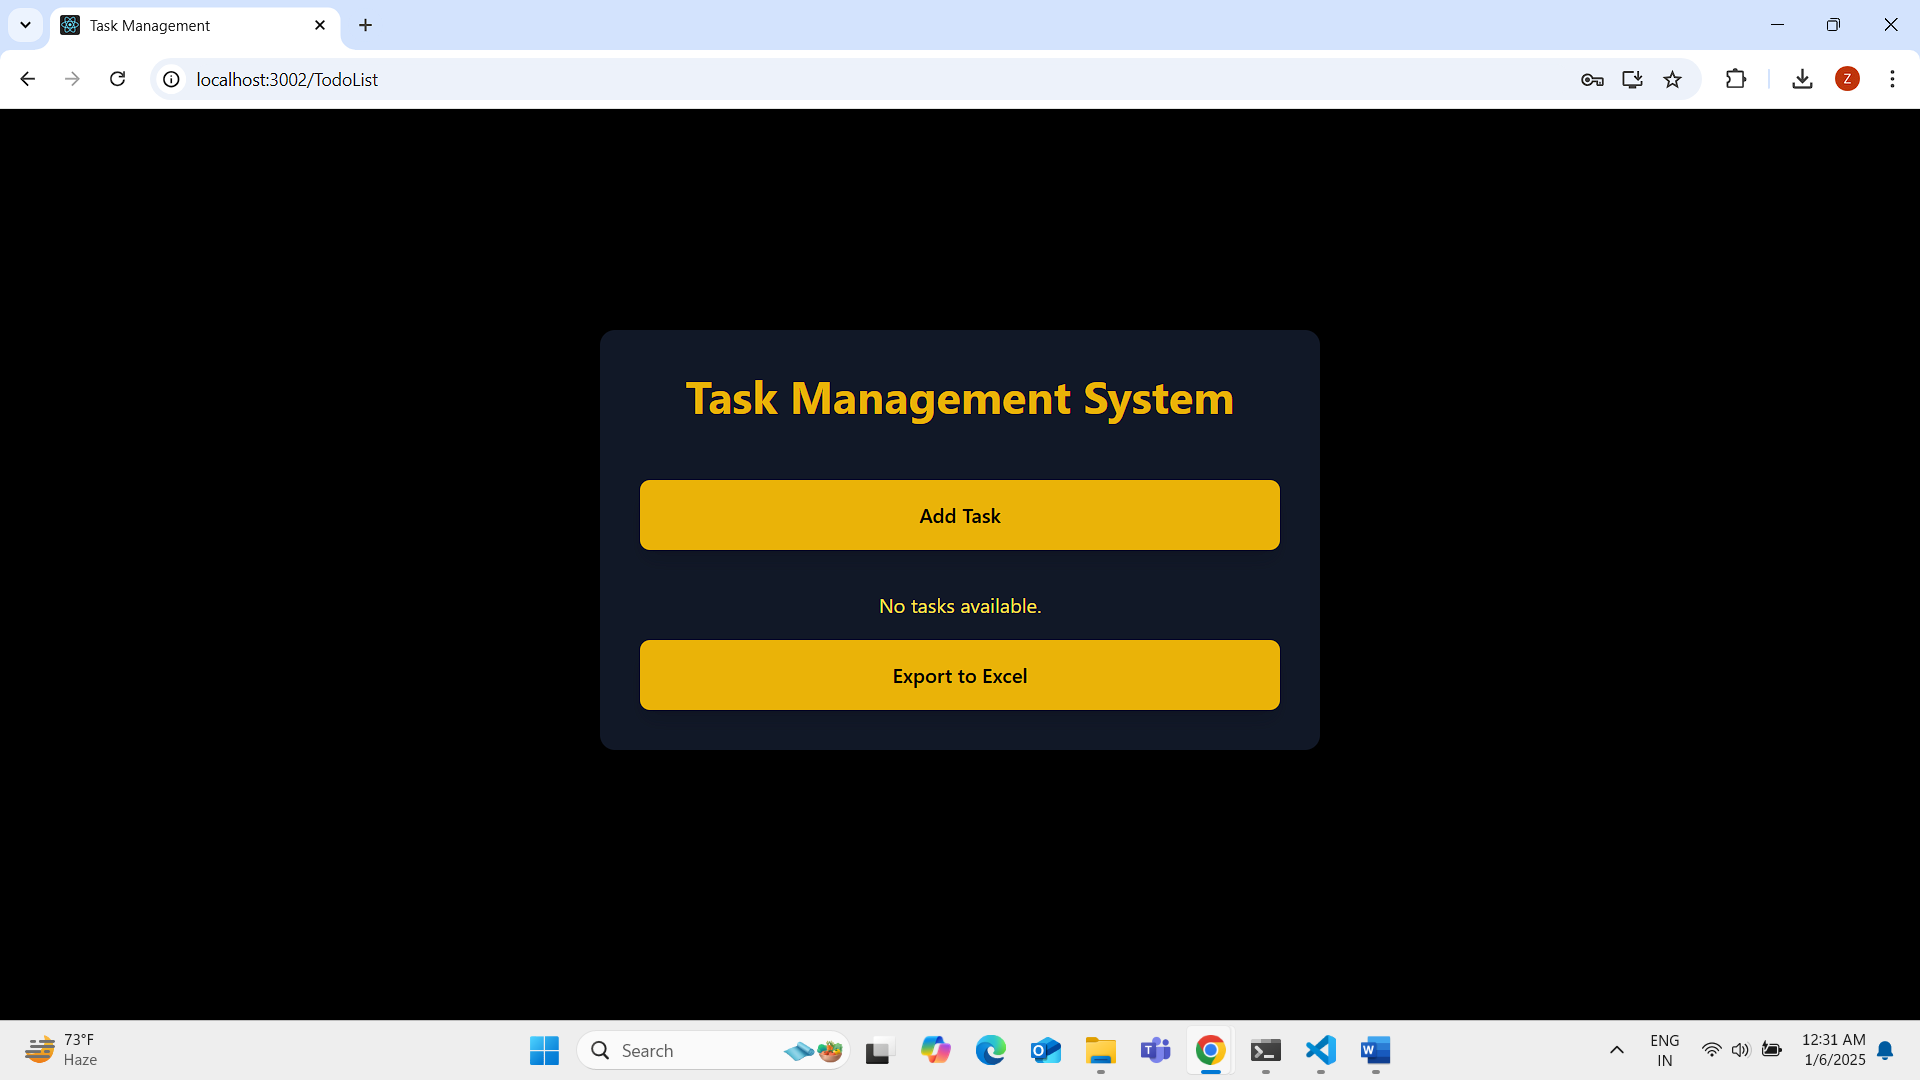 Task Management
localhost:3002/TodoList
Z
Task Management System
Add Task
No tasks available.
Export to Excel
73°F
Haze
Search
ENG
IN
12:31 AM
1/6/2025